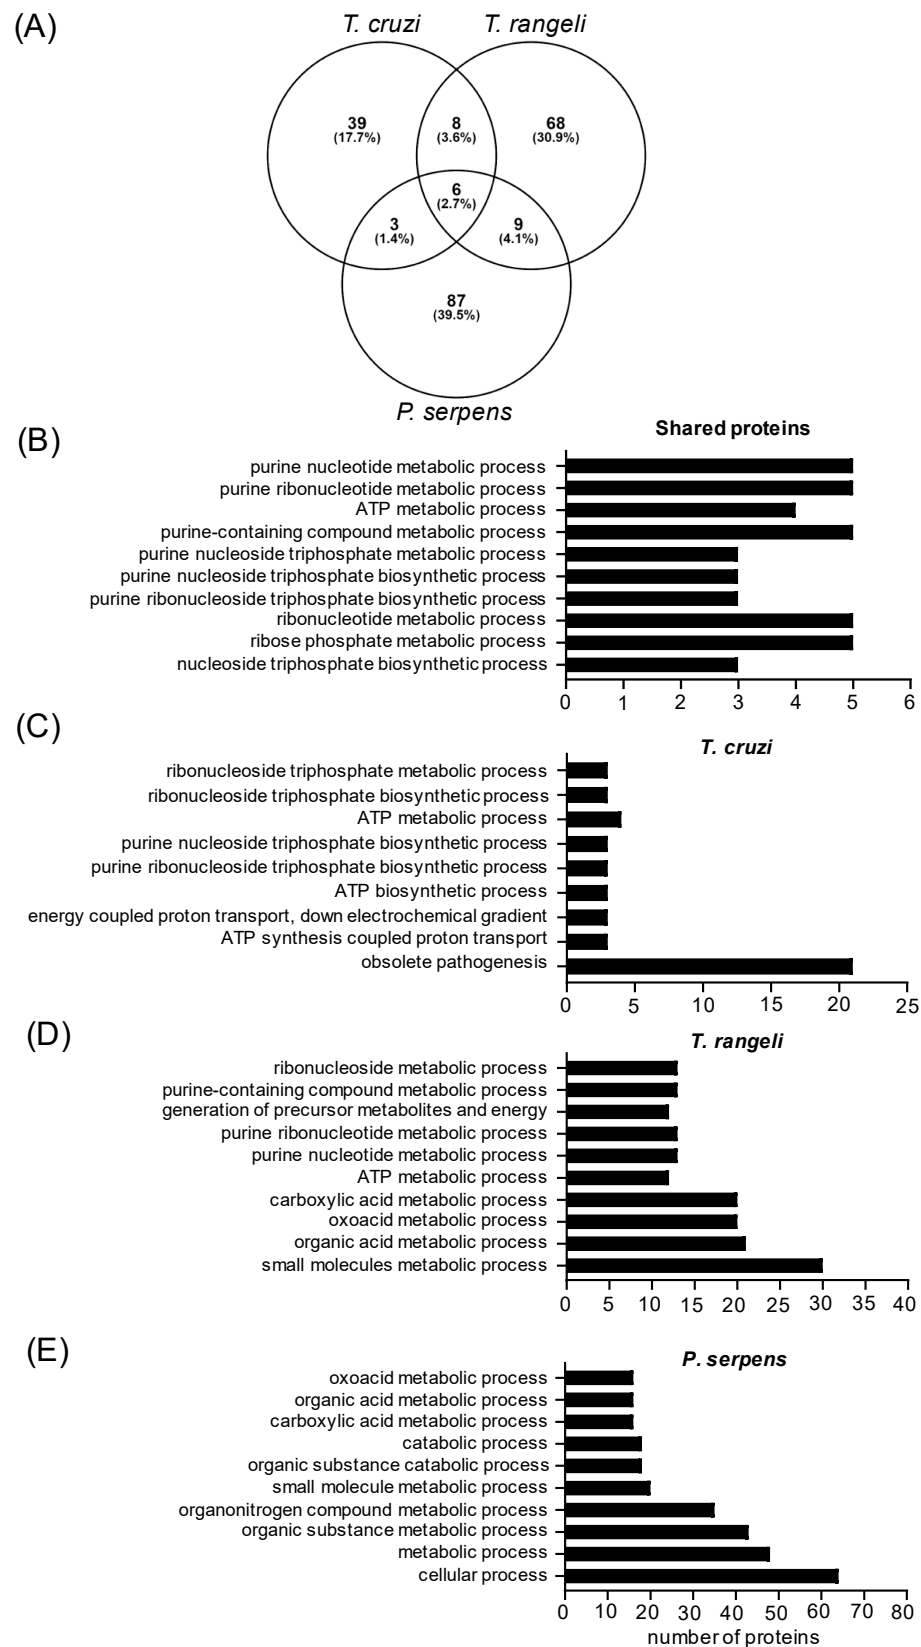 (A)
T. cruzi T. rangeli
39 8 68
(17.7%) (3.6%) (30.9%)
6
(2.7%)
3 9
(1.4%) (4.1%)
87
(39.5%)
P. serpens
(B)
Shared proteins
purine nucleotide metabolic process
purine ribonucleotide metabolic process
ATP metabolic process
purine-containing compound metabolic process
purine nucleoside triphosphate metabolic process
purine nucleoside triphosphate biosynthetic process
purine ribonucleoside triphosphate biosynthetic process
ribonucleotide metabolic process
ribose phosphate metabolic process
nucleoside triphosphate biosynthetic process
0 1 2 3 4 5 6
(C)
T. cruzi
ribonucleoside triphosphate metabolic process
ribonucleoside triphosphate biosynthetic process
ATP metabolic process
purine nucleoside triphosphate biosynthetic process
purine ribonucleoside triphosphate biosynthetic process
ATP biosynthetic process
energy coupled proton transport, down electrochemical gradient
ATP synthesis coupled proton transport
obsolete pathogenesis
0 5 10 15 20 25
(D)
T. rangeli
ribonucleoside metabolic process
purine-containing compound metabolic process
generation of precursor metabolites and energy
purine ribonucleotide metabolic process
purine nucleotide metabolic process
ATP metabolic process
carboxylic acid metabolic process
oxoacid metabolic process
organic acid metabolic process
small molecules metabolic process
0 5 10 15 20 25 30 35 40
(E)
P. serpens
oxoacid metabolic process
organic acid metabolic process
carboxylic acid metabolic process
catabolic process
organic substance catabolic process
small molecule metabolic process
organonitrogen compound metabolic process
organic substance metabolic process
metabolic process
cellular process
0 10 20 30 40 50 60 70 80
number of proteins